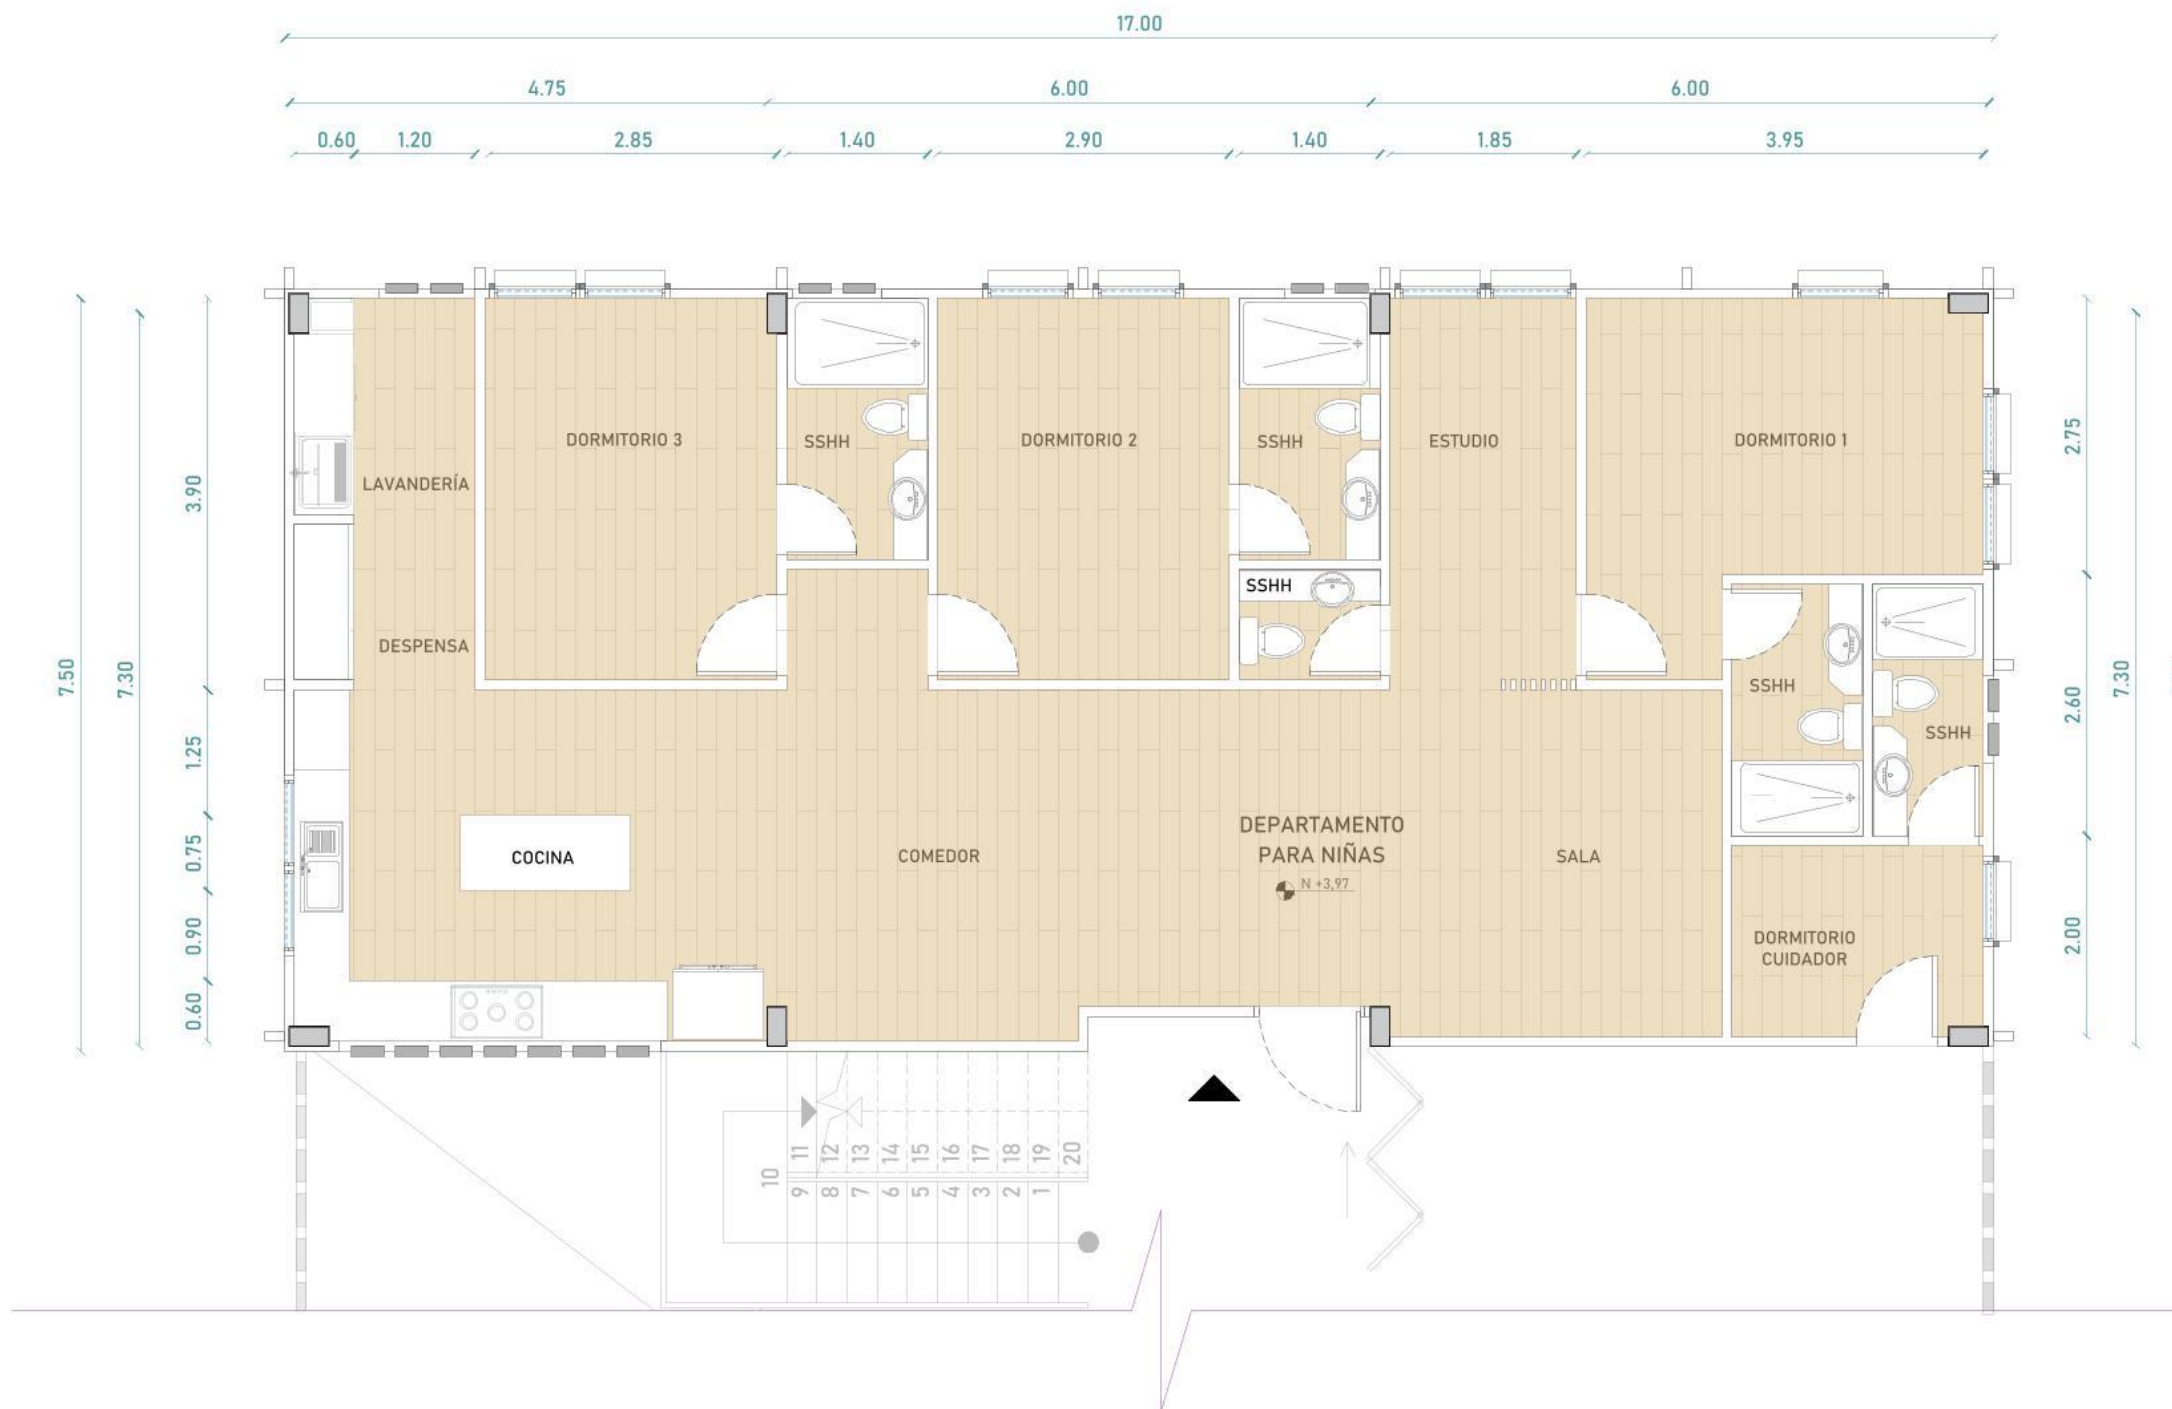 17.00
4.75 6.00 6.00
0.60 1.20 2.85 1.40 2.90 1.40 1.85 3.95
7.50
7.30
3.90
1.25
0.75
0.90
0.60
DORMITORIO 3
SSHH
DORMITORIO 2
SSHH
ESTUDIO
DORMITORIO 1
LAVANDERÍA
SSHH
DESPENSA
SSHH
SSHH
DEPARTAMENTO
PARA NIÑAS
N +3,97
COCINA
COMEDOR
SALA
DORMITORIO
CUIDADOR
2.75
2.60
2.00
7.30
10
11 12 13 14 15 16 17 18 19 20
9 8 7 6 5 4 3 2 1